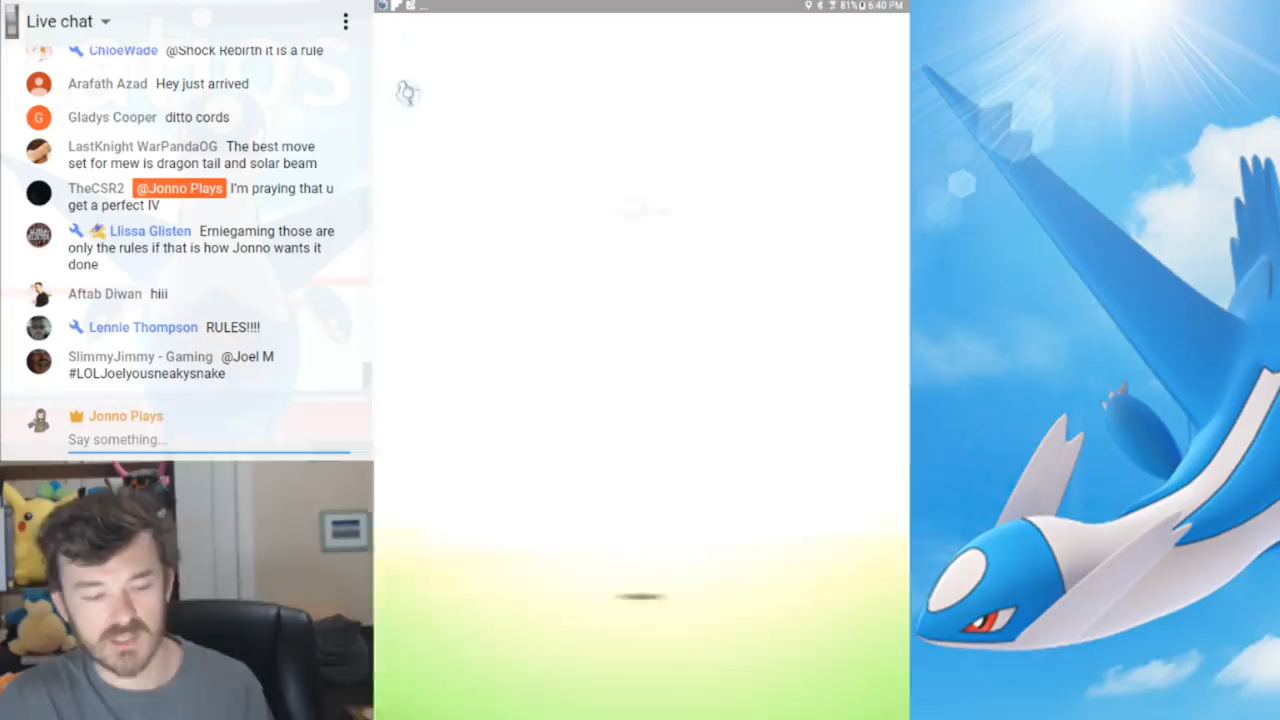 Live chat
ChloeWade @Shock Rebirth it is a rule
Arafath Azad Hey just arrived
Gladys Cooper ditto cords
G
LastKnight WarPandaOG The best move
set for mew is dragon tail and solar beam
TheCSR2 @Jonno Plays I'm praying that u
get a perfect IV
Llissa Glisten Erniegaming those are
only the rules if that is how Jonno wants it
done
Aftab Diwan hiii
Lennie Thompson RULES!!!!
SlimmyJimmy - Gaming @Joel M
#LOLJoelyousneakysnake
Jonno Plays
Say something...
... 81% 6:40 PM